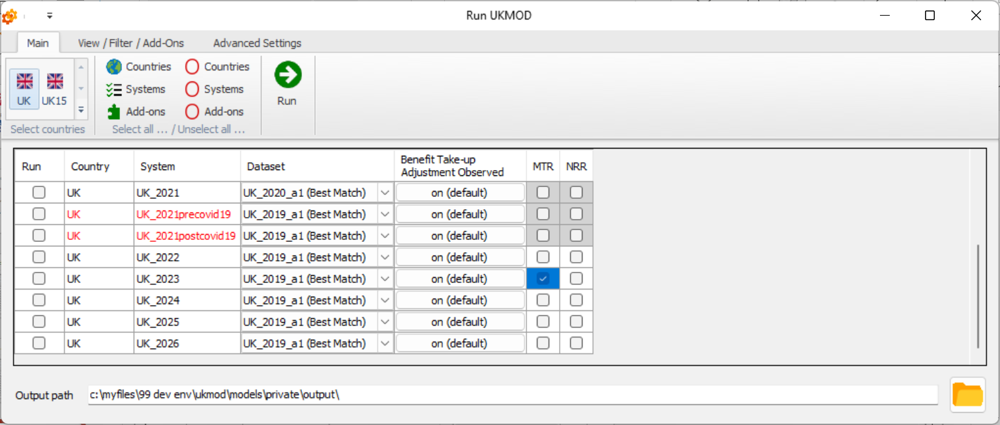 Run UKMOD
Main View / Filter / Add-Ons Advanced Settings
UK UK15
Select countries
Countries Countries
Systems Systems
Add-ons Add-ons
Select all ... / Unselect all ...
Run
Run Country System Dataset Benefit Take-up Adjustment Observed MTR NRR
UK UK_2021 UK_2020_a1 (Best Match) on (default)
UK UK_2021precovid19 UK_2019_a1 (Best Match) on (default)
UK UK_2021postcovid19 UK_2019_a1 (Best Match) on (default)
UK UK_2022 UK_2019_a1 (Best Match) on (default)
UK UK_2023 UK_2019_a1 (Best Match) on (default)
UK UK_2024 UK_2019_a1 (Best Match) on (default)
UK UK_2025 UK_2019_a1 (Best Match) on (default)
UK UK_2026 UK_2019_a1 (Best Match) on (default)
Output path c:\myfiles\99 dev env\ukmod\models\private\output\